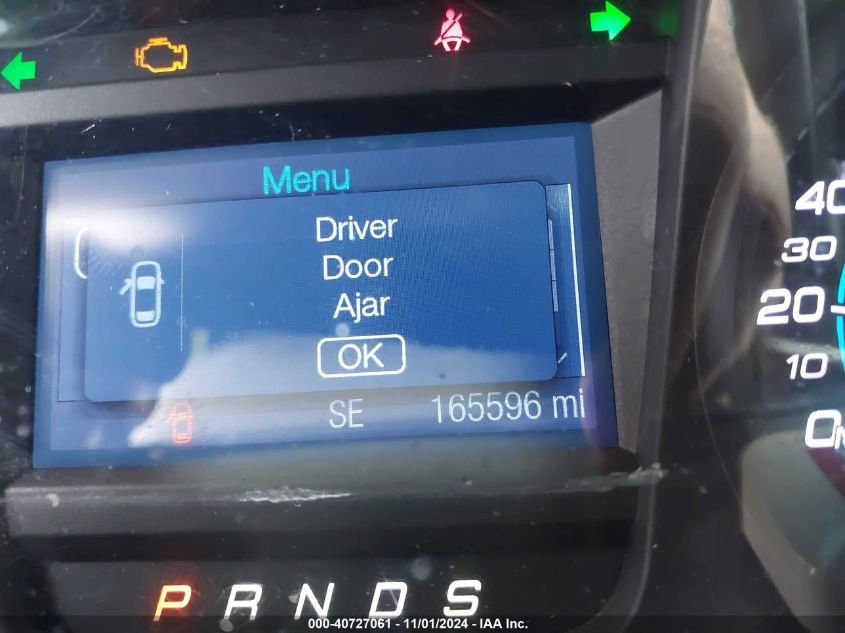 Menu
Driver
Door
Ajar
OK
SE 165596 mi
40
30
20
10
0
P R N D S
000-40727061 - 11/01/2024 - IAA Inc.